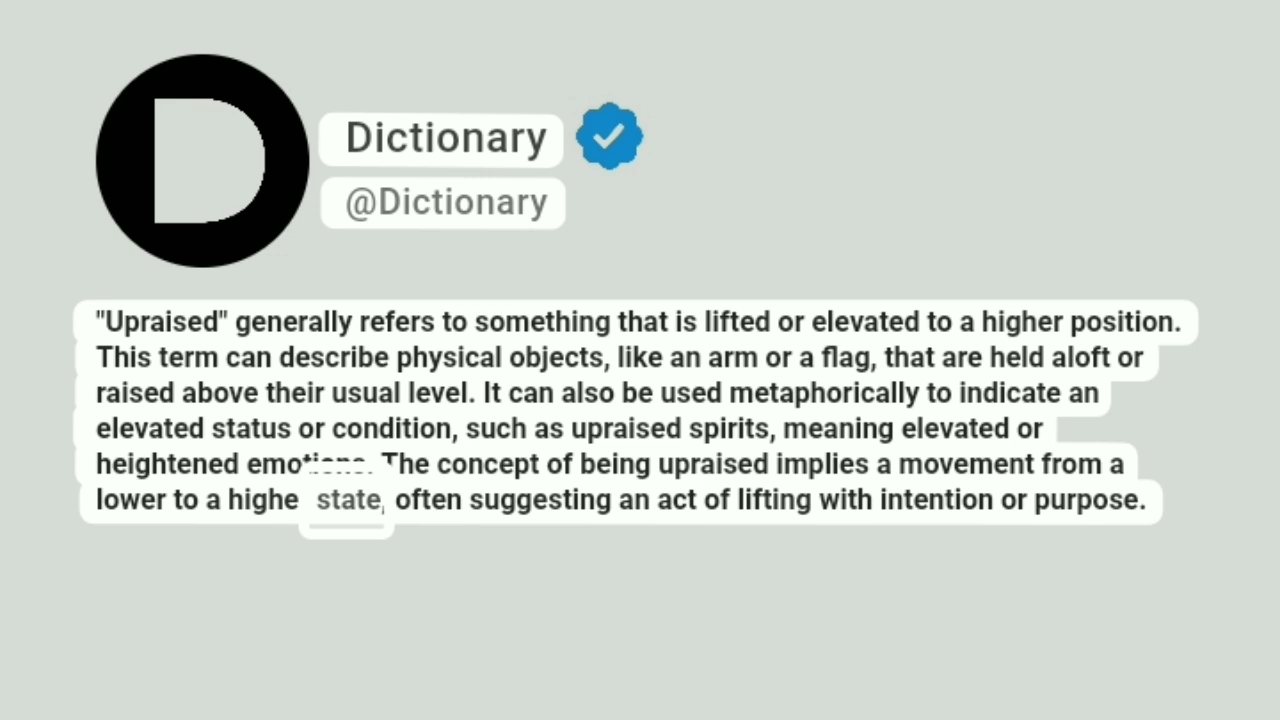 D
Dictionary
@Dictionary
"Upraised" generally refers to something that is lifted or elevated to a higher position.
This term can describe physical objects, like an arm or a flag, that are held aloft or
raised above their usual level. It can also be used metaphorically to indicate an
elevated status or condition, such as upraised spirits, meaning elevated or
heightened The concept of being upraised implies a movement from a
lower to a highe state, often suggesting an act of lifting with intention or purpose.